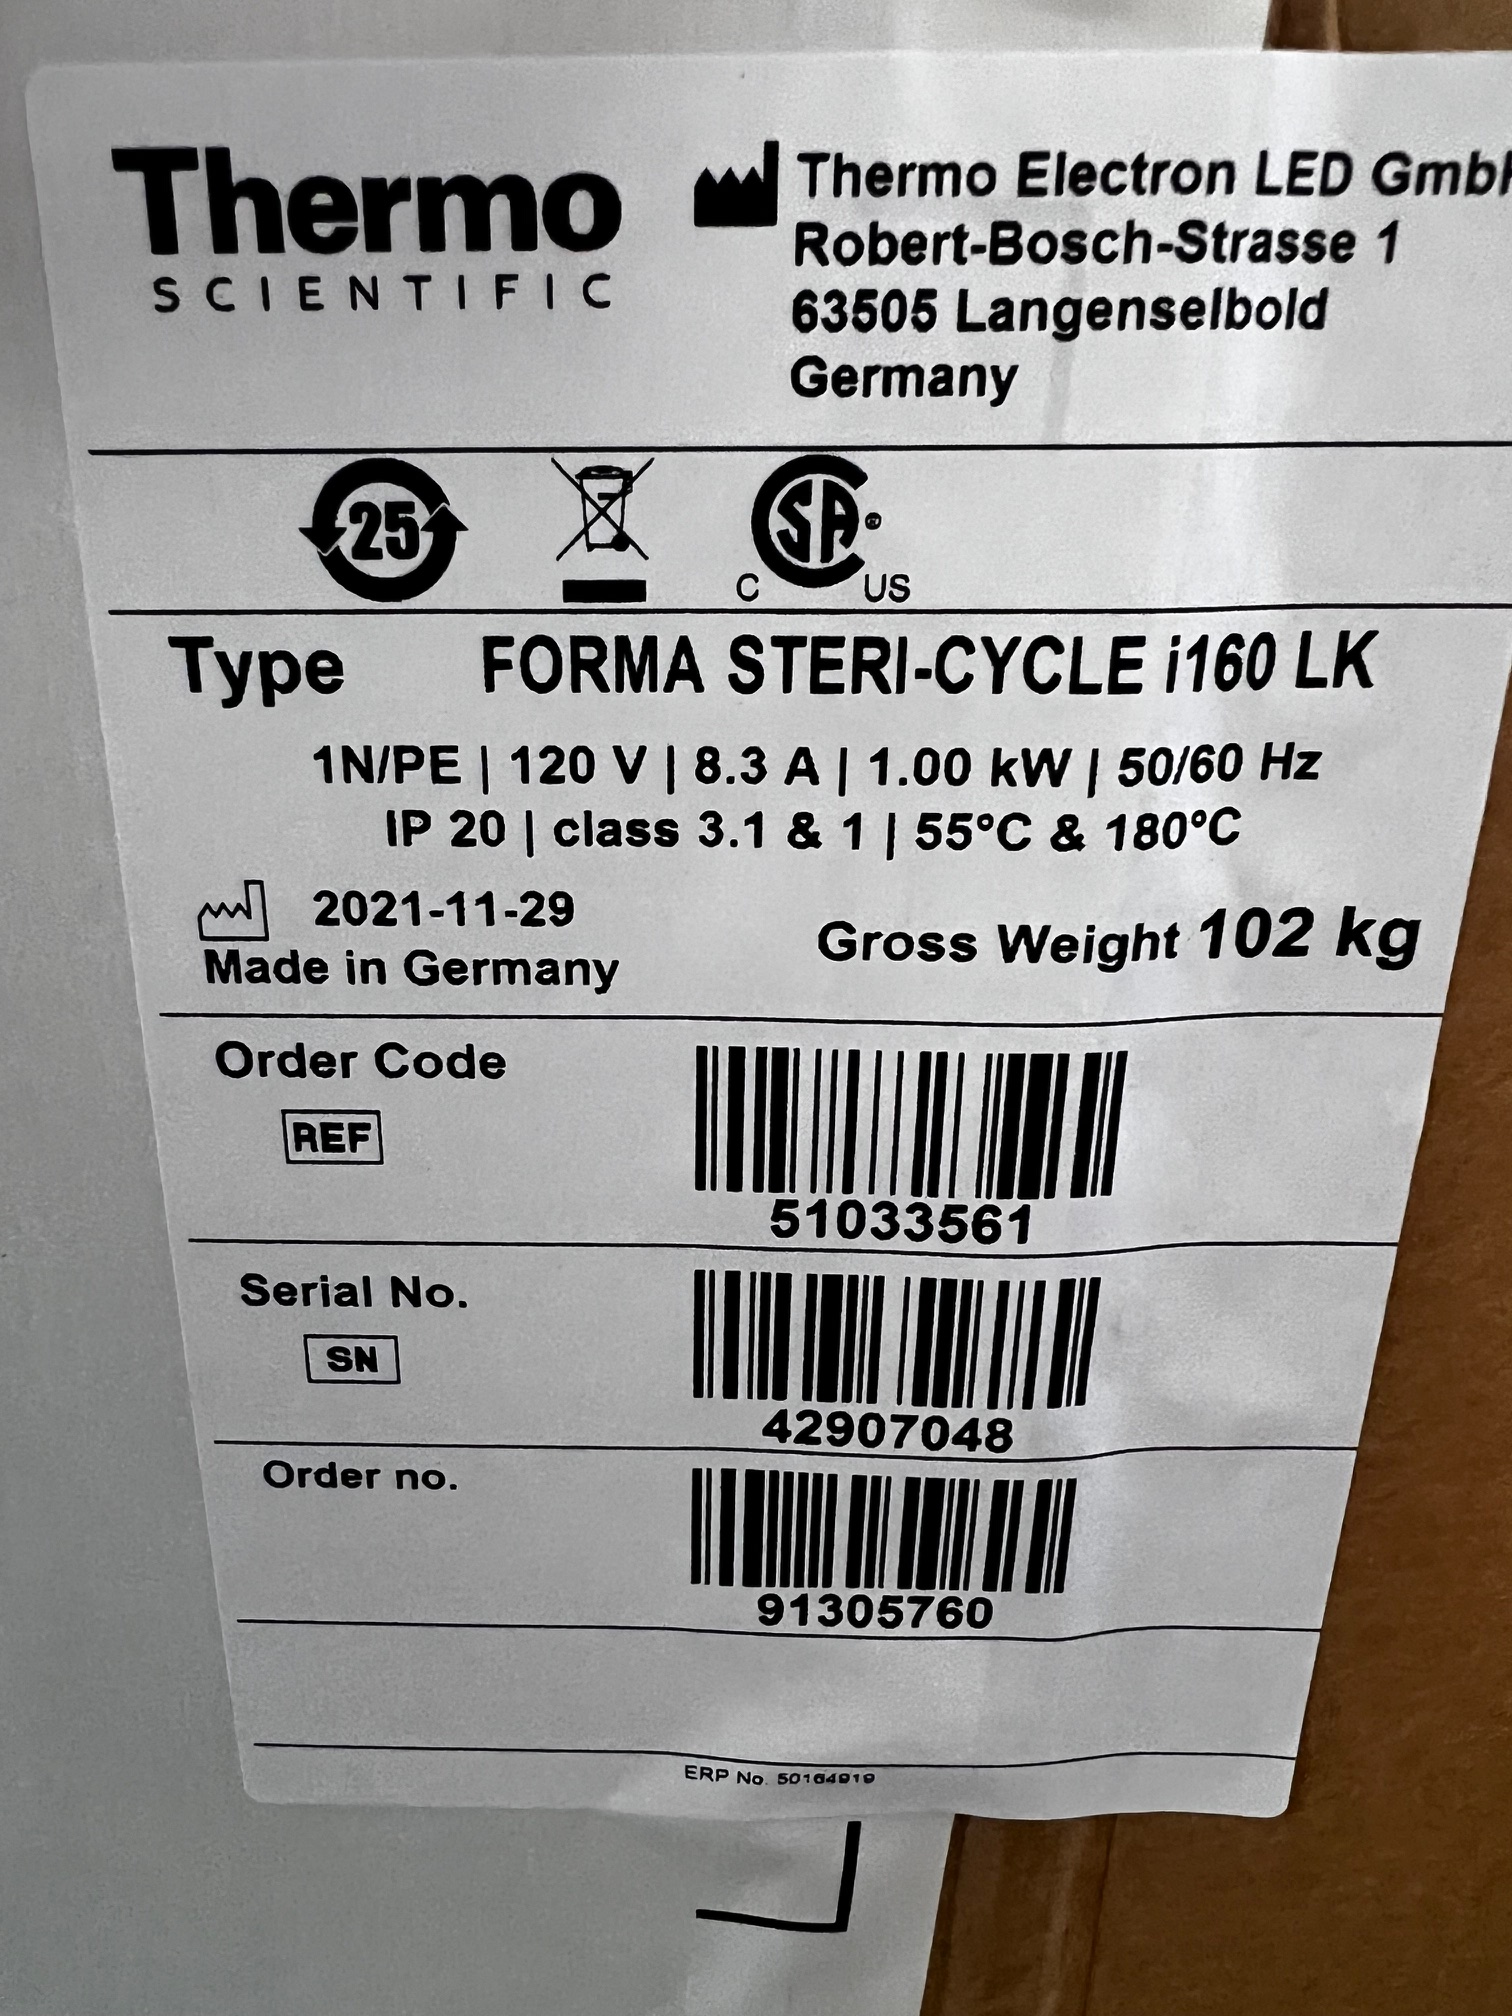 Thermo
SCIENTIFIC
Thermo Electron LED GmbH
Robert-Bosch-Strasse 1
63505 Langenselbold
Germany
25
CSA® C US
Type FORMA STERI-CYCLE i160 LK
1N/PE | 120 V | 8.3 A | 1.00 kW | 50/60 Hz
IP 20 | class 3.1 & 1 | 55°C & 180°C
2021-11-29
Made in Germany
Gross Weight 102 kg
Order Code
REF
51033561
Serial No.
SN
42907048
Order no.
91305760
ERP No. 50164919